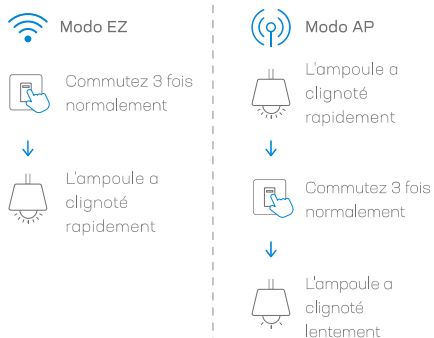 Modo EZ
Commutez 3 fois
normalement
L'ampoule a
clignoté
rapidement
Modo AP
L'ampoule a
clignoté
rapidement
Commutez 3 fois
normalement
L'ampoule a
clignoté
lentement